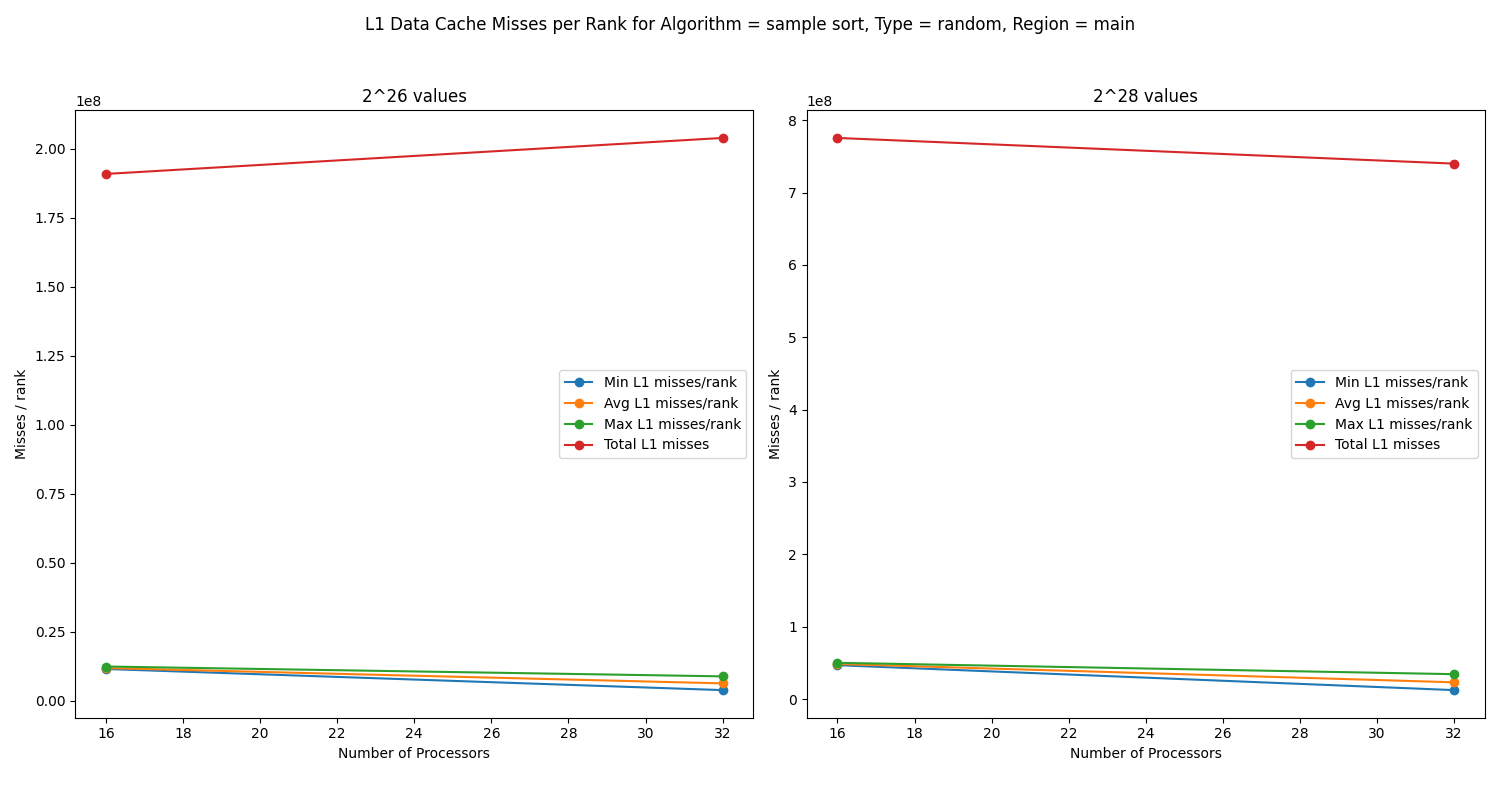 L1 Data Cache Misses per Rank for Algorithm = sample sort, Type = random, Region = main
2^26 values
1e8
2.00
1.75
1.50
1.25
1.00
0.75
0.50
0.25
0.00
Misses / rank
Min L1 misses/rank
Avg L1 misses/rank
Max L1 misses/rank
Total L1 misses
16 18 20 22 24 26 28 30 32
Number of Processors
2^28 values
1e8
8
7
6
5
4
3
2
1
0
Misses / rank
Min L1 misses/rank
Avg L1 misses/rank
Max L1 misses/rank
Total L1 misses
16 18 20 22 24 26 28 30 32
Number of Processors